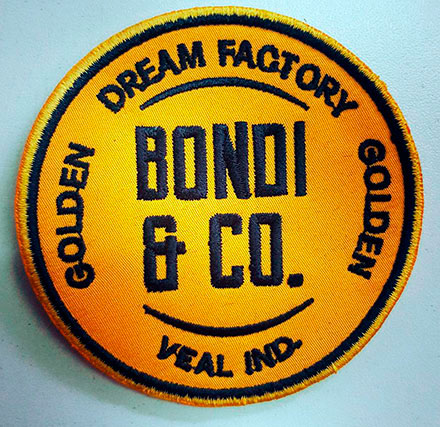 DREAM FACTORY
GOLDEN
BONDI
& CO.
GOLDEN
VEAL IND.